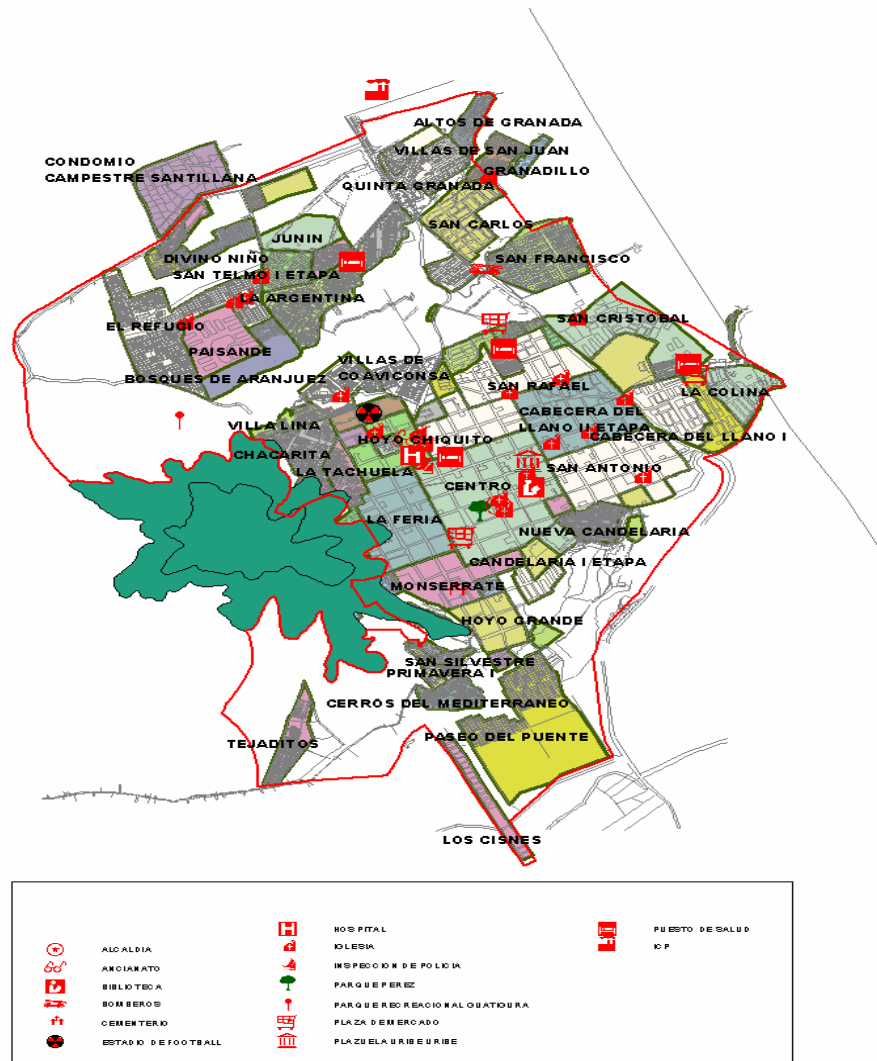 ALTOS DE GRANADA
VILLAS DE SAN JUAN
CONDOMIO
CAMPESTRE SANTILLANA
GRANADILLO
QUINTA GRANADA
SAN CARLOS
JUNIN
DIVINO NIÑO
SAN FRANCISCO
SAN TELMO I ETAPA
LA ARGENTINA
EL REFUGIO
SAN CRISTOBAL
PAISANDE
VILLAS DE
COAVICONSA
BOSQUES DE ARANJUEZ
SAN RAFAEL
LA COLINA
CABECERA DEL
LLANO II ETAPA
VILLA LINA
HOYO CHIQUITO
CABECERA DEL LLANO I
CHACARITA
LA TACHUELA
SAN ANTONIO
CENTRO
LA FERIA
NUEVA CANDELARIA
CANDELARIA I ETAPA
MONSERRATE
HOYO GRANDE
SAN SILVESTRE
PRIMAVERA I
CERROS DEL MEDITERRANEO
PASEO DEL PUENTE
TEJADITOS
LOS CISNES
ALCALDIA
ANCIANATO
BIBLIOTECA
BOMBEROS
CEMENTERIO
ESTADIO DE FOOTBALL
HOSPITAL
IGLESIA
INSPECCION DE POLICIA
PARQUE PEREZ
PARQUE RECREACIONAL GUATIGURA
PLAZA DE MERCADO
PLAZUELA URIBE URIBE
PUESTO DE SALUD
ICP